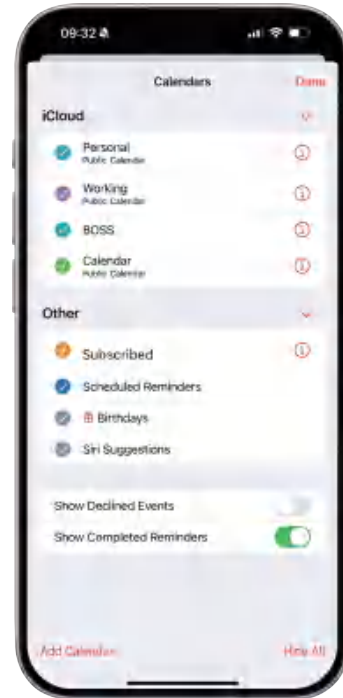 09:32
Calendars
Done
iCloud
Personal
Public Calendar
Working
Public Calendar
BOSS
Calendar
Public Calendar
Other
Subscribed
Scheduled Reminders
Birthdays
Siri Suggestions
Show Declined Events
Show Completed Reminders
Add Calendar
Hide All